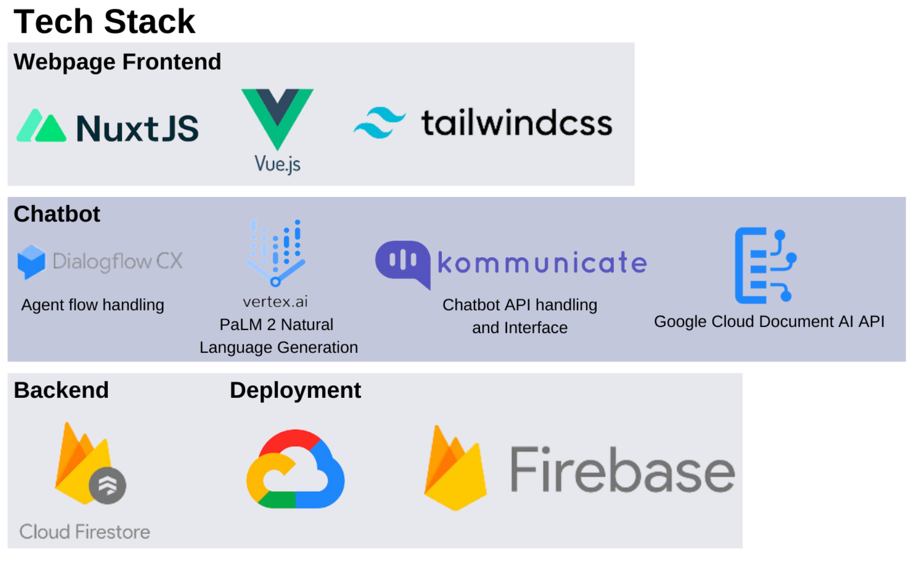 Tech Stack
Webpage Frontend
NuxtJS
Vue.js
tailwindcss
Chatbot
Dialogflow CX
Agent flow handling
vertex.ai
PaLM 2 Natural
Language Generation
kommunicate
Chatbot API handling
and Interface
Google Cloud Document AI API
Backend
Cloud Firestore
Deployment
Firebase